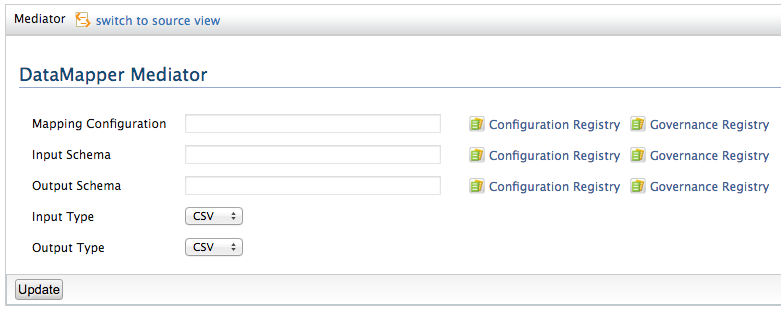 Mediator switch to source view
DataMapper Mediator
Mapping Configuration Configuration Registry Governance Registry
Input Schema Configuration Registry Governance Registry
Output Schema Configuration Registry Governance Registry
Input Type CSV
Output Type CSV
Update